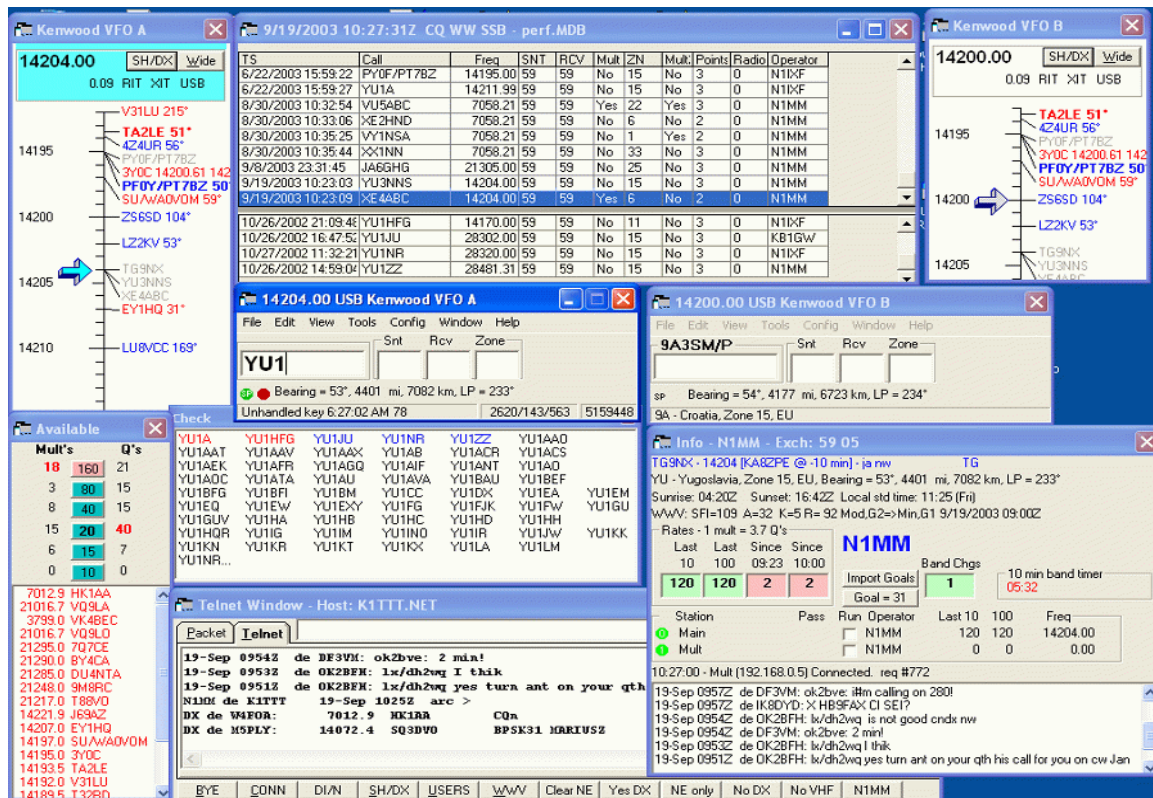 Kenwood VFO A
14204.00 SH/DX Wide
0.09 RIT XIT USB
V31LU 215°
TA2LE 51°
4Z4UR 56°
14195
PY0F/PT7BZ
3Y0C 14200.61 142
PF0Y/PT7BZ 50°
SU/WA0VOM 59°
14200 ZS6SD 104°
LZ2KV 53°
TG9NX
14205 YU3NNS
XE4ABC
EY1HQ 31°
14210 LU8VCC 169°
9/19/2003 10:27:31Z CQ WW SSB - perf.MDB
TS Call Freq SNT RCV Mult ZN Mult Points Radio Operator
6/22/2003 15:59:22 PY0F/PT7BZ 14195.00 59 59 No 15 No 3 0 N1IXF
6/22/2003 15:59:27 YU1A 14211.99 59 59 No 15 No 3 0 N1IXF
8/30/2003 10:32:54 VU5ABC 7058.21 59 59 Yes 22 Yes 3 0 N1MM
8/30/2003 10:33:06 XE2HND 7058.21 59 59 No 6 No 2 0 N1MM
8/30/2003 10:35:25 VY1NSA 7058.21 59 59 No 1 Yes 2 0 N1MM
8/30/2003 10:35:44 XX1NN 7058.21 59 59 No 33 No 3 0 N1MM
9/8/2003 23:31:45 JA6GHG 21305.00 59 59 No 25 No 3 0 N1MM
9/19/2003 10:23:03 YU3NNS 14204.00 59 59 No 15 No 3 0 N1MM
9/19/2003 10:23:09 XE4ABC 14204.00 59 59 Yes 6 No 2 0 N1MM
10/26/2002 21:09:48 YU1HFG 14170.00 59 59 No 11 No 3 0 N1IXF
10/26/2002 16:47:52 YU1JU 28302.00 59 59 No 15 No 3 0 KB1GW
10/27/2002 11:32:21 YU1NR 28320.00 59 59 No 15 No 3 0 N1IXF
10/26/2002 14:59:04 YU1ZZ 28481.31 59 59 No 15 No 3 0 N1MM
Kenwood VFO B
14200.00 SH/DX Wide
0.09 RIT XIT USB
TA2LE 51°
14195 4Z4UR 56°
PY0F/PT7BZ
3Y0C 14200.61 142
PF0Y/PT7BZ 50
SU/WA0VOM 59°
14200 ZS6SD 104°
LZ2KV 53°
TG9NX
14205 YU3NNS
XE4ABC
14204.00 USB Kenwood VFO A
File Edit View Tools Config Window Help
Snt Rcv Zone
YU1
Bearing = 53°, 4401 mi, 7082 km, LP = 233°
Unhandled key 6:27:02 AM 78 2620/143/563 5159448
14200.00 USB Kenwood VFO B
File Edit View Tools Config Window Help
9A3SM/P Snt Rcv Zone
SP Bearing = 54°, 4177 mi, 6723 km, LP = 234°
9A - Croatia, Zone 15, EU
Available
Mult's Q's
18 160 21
3 80 15
8 40 15
15 20 40
6 15 7
0 10 0
7012.9 HK1AA
21016.7 VQ9LA
3799.0 VK4BEC
21016.7 VQ9LO
21295.0 7Q7CE
21290.0 BY4CA
21285.0 DU4NTA
21248.0 9M8RC
21217.0 T88VO
14221.9 J69AZ
14207.0 EY1HQ
14197.0 SU/WA0VOM
14195.0 3Y0C
14193.5 TA2LE
14192.0 V31LU
14189.5 T32RD
Check
YU1A YU1HFG YU1JU YU1NR YU1ZZ YU1AAO
YU1AAT YU1AAV YU1AAX YU1AB YU1ACR YU1ACS
YU1AEK YU1AFR YU1AGQ YU1AIF YU1ANT YU1AO
YU1AOC YU1ATA YU1AU YU1AVA YU1BAU YU1BEF
YU1BFG YU1BFI YU1BM YU1CC YU1DX YU1EA YU1EM
YU1EQ YU1EW YU1EXY YU1FG YU1FJK YU1FW YU1GU
YU1GUV YU1HA YU1HB YU1HC YU1HD YU1HH
YU1HQR YU1IG YU1IM YU1INO YU1IR YU1JW YU1KK
YU1KN YU1KR YU1KT YU1KX YU1LA YU1LM
YU1NR...
Telnet Window - Host: K1TTT.NET
Packet Telnet
19-Sep 0954Z de DF3VM: ok2bve: 2 min!
19-Sep 0953Z de OK2BFH: lx/dh2wq I thik
19-Sep 0951Z de OK2BFH: lx/dh2wq yes turn ant on your qth
N1MM de K1TTT 19-Sep 1025Z arc >
DX de W4FOA: 7012.9 HK1AA CQn
DX de M5PLY: 14072.4 SQ3DVO BPSK31 MARIUSZ
BYE CONN DI/N SH/DX USERS WWV Clear NE Yes DX NE only No DX No VHF N1MM
Info - N1MM - Exch: 59 05
TG9NX - 14204 [KA8ZPE @ -10 min] - ja nw TG
YU - Yugoslavia, Zone 15, EU, Bearing = 53°, 4401 mi, 7082 km, LP = 233°
Sunrise: 04:20Z Sunset: 16:42Z Local std time: 11:25 (Fri)
WWV: SFI=109 A=32 K=5 R= 92 Mod,G2=>Min,G1 9/19/2003 09:00Z
Rates - 1 mult = 3.7 Q's
Last Last Since Since N1MM
10 100 09:23 10:00 Band Chgs
120 120 2 2 Import Goals 1 10 min band timer
Goal = 31 05:32
Station Pass Run Operator Last 10 100 Freq
0 Main N1MM 120 120 14204.00
1 Mult N1MM 0 0 0.00
10:27:00 - Mult (192.168.0.5) Connected. req #772
19-Sep 0957Z de DF3VM: ok2bve: i#m calling on 280!
19-Sep 0957Z de IK8DYD: X HB9FAX CI SEI?
19-Sep 0954Z de OK2BFH: lx/dh2wq is not good cndx nw
19-Sep 0954Z de DF3VM: ok2bve: 2 min!
19-Sep 0953Z de OK2BFH: lx/dh2wq I thik
19-Sep 0951Z de OK2BFH: lx/dh2wq yes turn ant on your qth his call for you on cw Jan